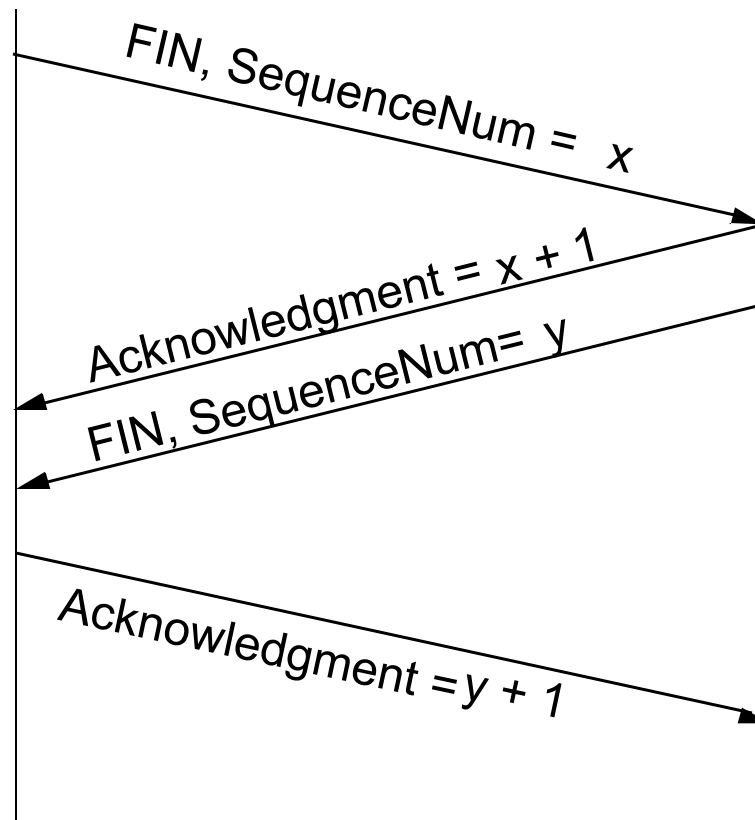 FIN, SequenceNum = x
Acknowledgment = x + 1
FIN, SequenceNum= y
Acknowledgment =y + 1